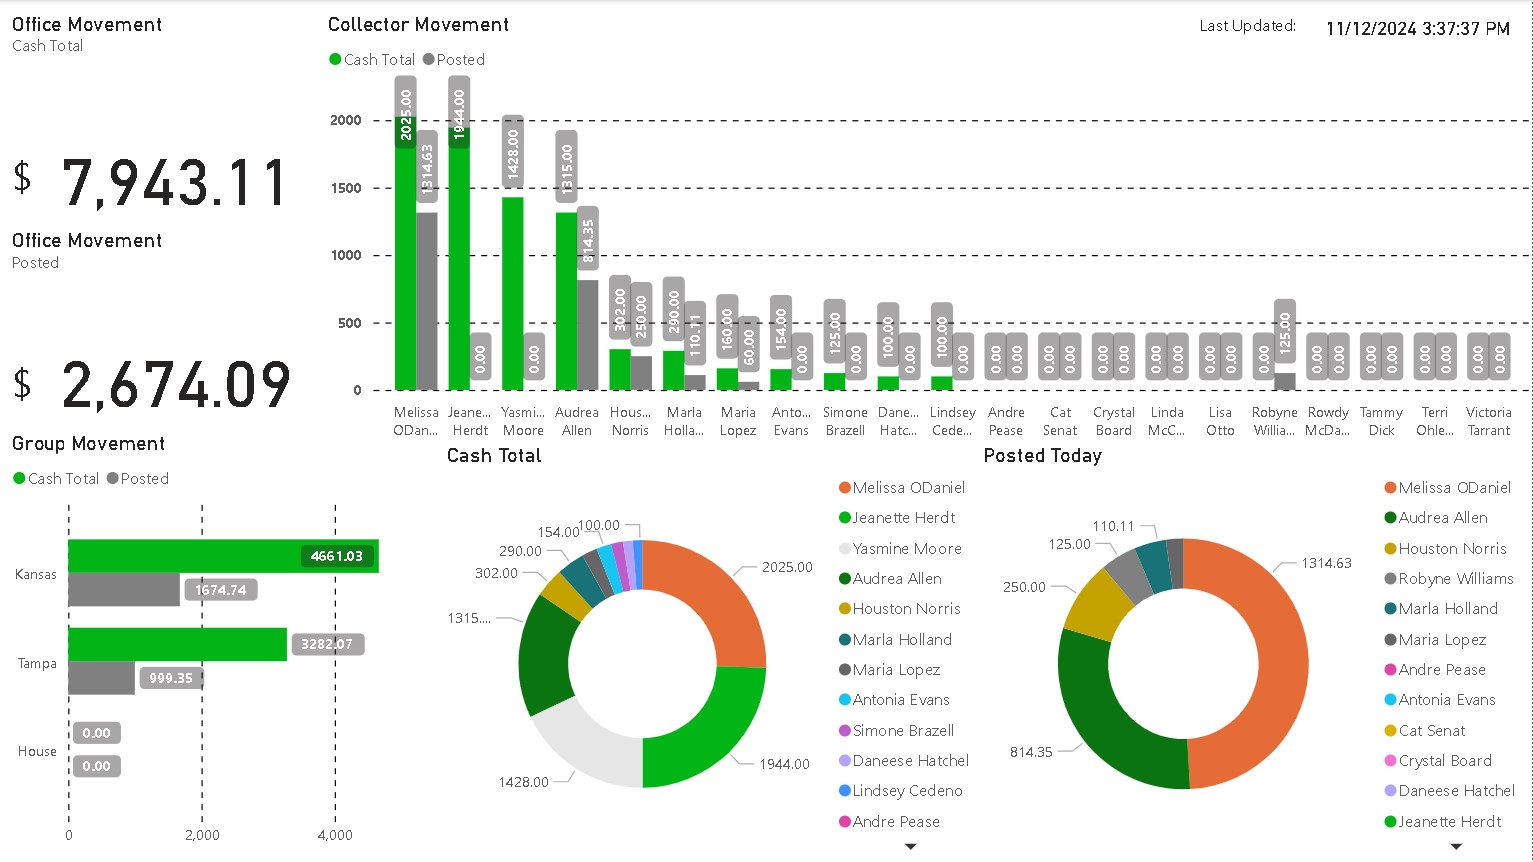 Office Movement
Cash Total
$ 7,943.11
Office Movement
Posted
$ 2,674.09
Collector Movement
Cash Total Posted
Last Updated: 11/12/2024 3:37:37 PM
2000
1500
1000
500
0
2025.00 1314.63 1944.00 0.00 1428.00 0.00 1315.00 814.35 302.00 250.00 290.00 110.11 160.00 60.00 154.00 0.00 125.00 0.00 100.00 0.00 100.00 0.00 0.00 0.00 0.00 0.00 0.00 0.00 0.00 0.00 0.00 0.00 0.00 125.00 0.00 0.00 0.00 0.00 0.00 0.00 0.00 0.00
Melissa ODan...
Jeane... Herdt
Yasmi... Moore
Audrea Allen
Hous... Norris
Marla Holla...
Maria Lopez
Anto... Evans
Simone Brazell
Dane... Hatc...
Lindsey Cede...
Andre Pease
Cat Senat
Crystal Board
Linda McC...
Lisa Otto
Robyne Willia...
Rowdy McDa...
Tammy Dick
Terri Ohle...
Victoria Tarrant
Group Movement
Cash Total Posted
Kansas
4661.03
1674.74
Tampa
3282.07
999.35
House
0.00
0.00
0 2,000 4,000
Cash Total
2025.00
1944.00
1428.00
1315....
302.00
290.00
154.00
100.00
Melissa ODaniel
Jeanette Herdt
Yasmine Moore
Audrea Allen
Houston Norris
Marla Holland
Maria Lopez
Antonia Evans
Simone Brazell
Daneese Hatchel
Lindsey Cedeno
Andre Pease
Posted Today
1314.63
814.35
250.00
125.00
110.11
Melissa ODaniel
Audrea Allen
Houston Norris
Robyne Williams
Marla Holland
Maria Lopez
Andre Pease
Antonia Evans
Cat Senat
Crystal Board
Daneese Hatchel
Jeanette Herdt